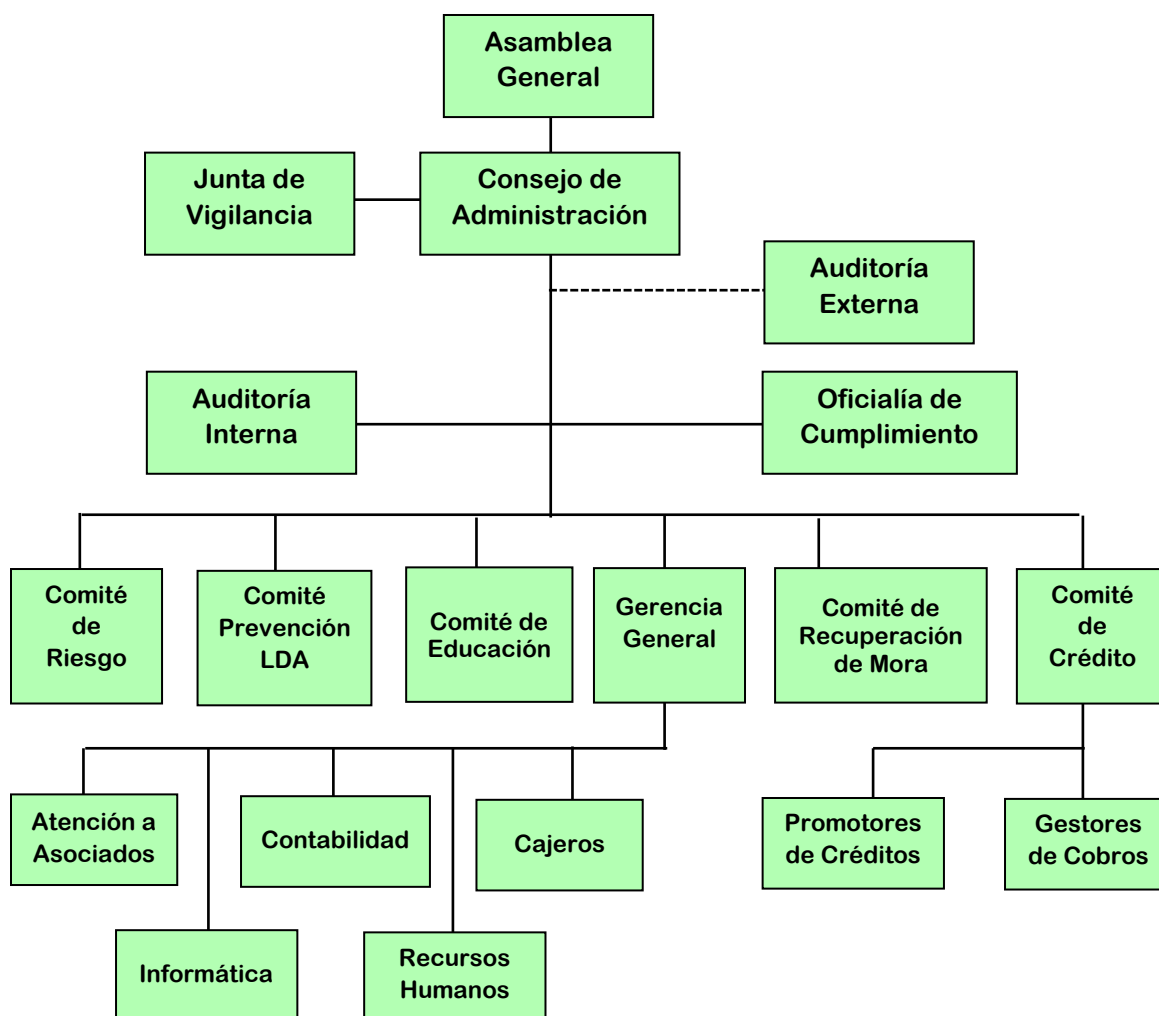 Asamblea
General
Junta de
Vigilancia
Consejo de
Administración
Auditoría
Externa
Auditoría
Interna
Oficialía de
Cumplimiento
Comité
de
Riesgo
Comité
Prevención
LDA
Comité de
Educación
Gerencia
General
Comité de
Recuperación
de Mora
Comité
de
Crédito
Atención a
Asociados
Contabilidad
Cajeros
Promotores
de Créditos
Gestores
de Cobros
Informática
Recursos
Humanos